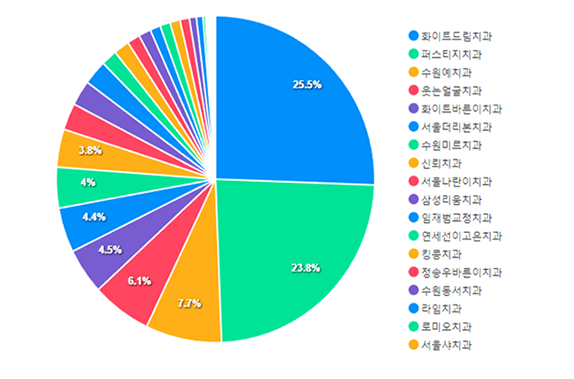 25.5%
23.8%
7.7%
6.1%
4.5%
4.4%
4%
3.8%
화이트드림치과
퍼스티지치과
수원예치과
웃는얼굴치과
화이트바른이치과
서울더리본치과
수원미르치과
신뢰치과
서울나란이치과
삼성리움치과
임재범교정치과
연세선이고은치과
킹콩치과
정송우바른이치과
수원동서치과
라임치과
로미오치과
서울샤치과